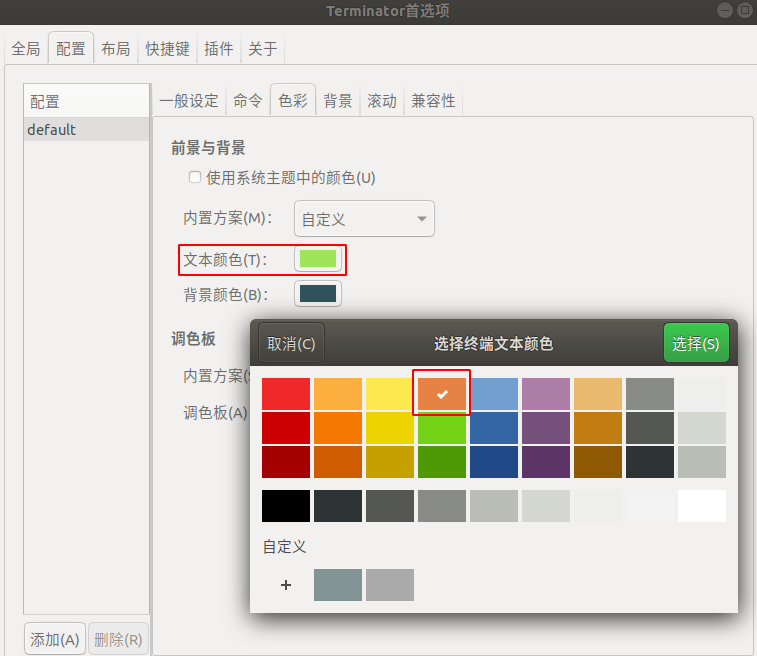 Terminator首选项
全局 配置 布局 快捷键 插件 关于
配置
default
一般设定 命令 色彩 背景 滚动 兼容性
前景与背景
使用系统主题中的颜色(U)
内置方案(M)： 自定义
文本颜色(T)：
背景颜色(B)：
调色板
内置方案(S
调色板(A)
取消(C) 选择终端文本颜色 选择(S)
自定义
+
添加(A) 删除(R)